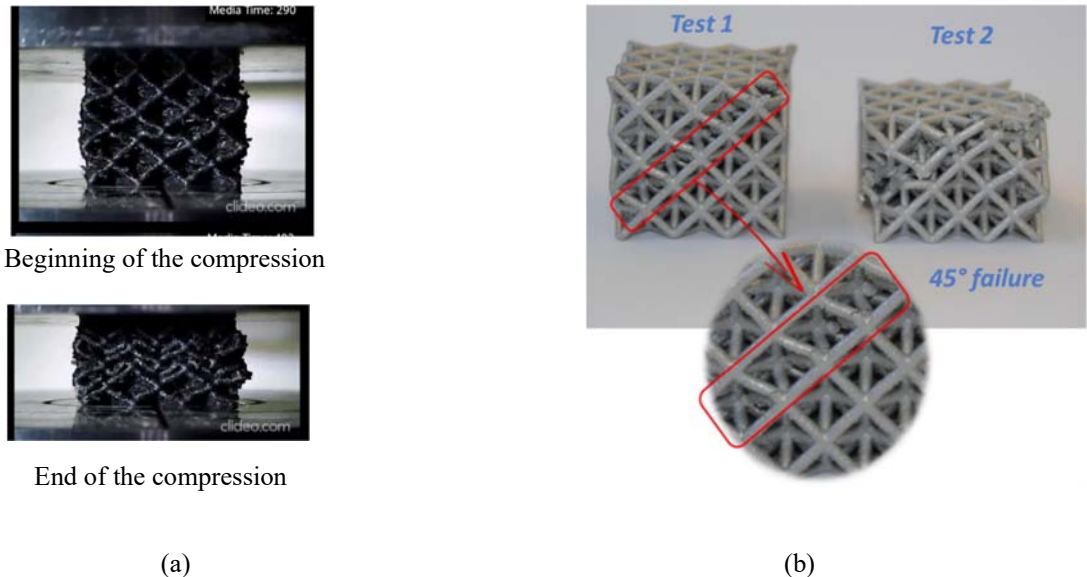 Media Time: 290
clideo.com
Beginning of the compression
clideo.com
End of the compression
(a)
Test 1
Test 2
45° failure
(b)